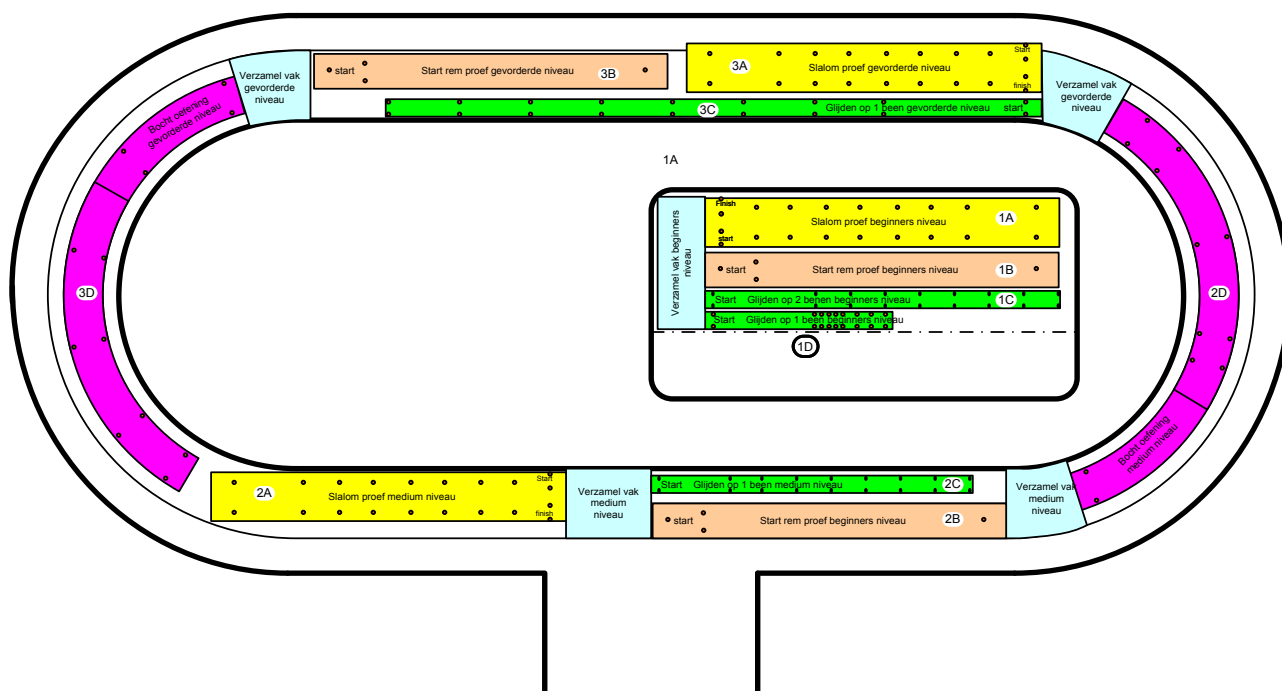 Verzamel vak
gevorderde
niveau
start
Start rem proef gevorderde niveau
3B
3A
Slalom proef gevorderde niveau
Start
finish
3C
Glijden op 1 been gevorderde niveau
start
Verzamel vak
gevorderde
niveau
Bocht oefening
gevorderde niveau
3D
1A
Verzamel vak beginners
niveau
Finish
start
Slalom proef beginners niveau
1A
start
Start rem proef beginners niveau
1B
Start
Glijden op 2 benen beginners niveau
1C
Start
Glijden op 1 been beginners niveau
1D
2D
Bocht oefening
medium niveau
2A
Slalom proef medium niveau
Start
finish
Verzamel vak
medium
niveau
Start
Glijden op 1 been medium niveau
2C
start
Start rem proef beginners niveau
2B
Verzamel vak
medium
niveau